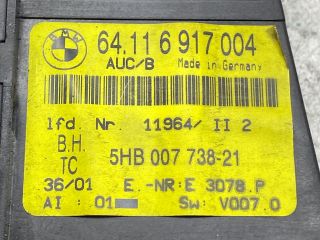 BMW
64.11 6 917 004
AUC/B Made in Germany
lfd. Nr. 11964/ II 2
B.H.
TC 5HB 007 738-21
36/01 E.-NR:E 3078.P
AI: 01 SW: V007.0